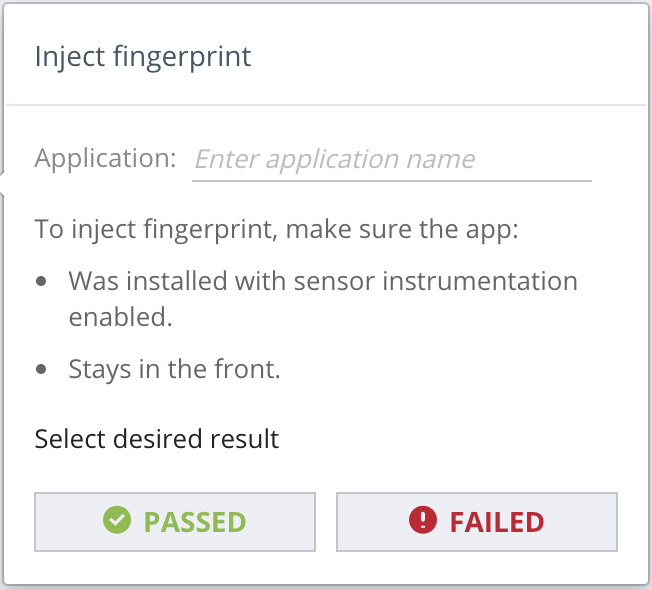 Inject fingerprint
Application: Enter application name
To inject fingerprint, make sure the app:
• Was installed with sensor instrumentation
enabled.
• Stays in the front.
Select desired result
PASSED FAILED